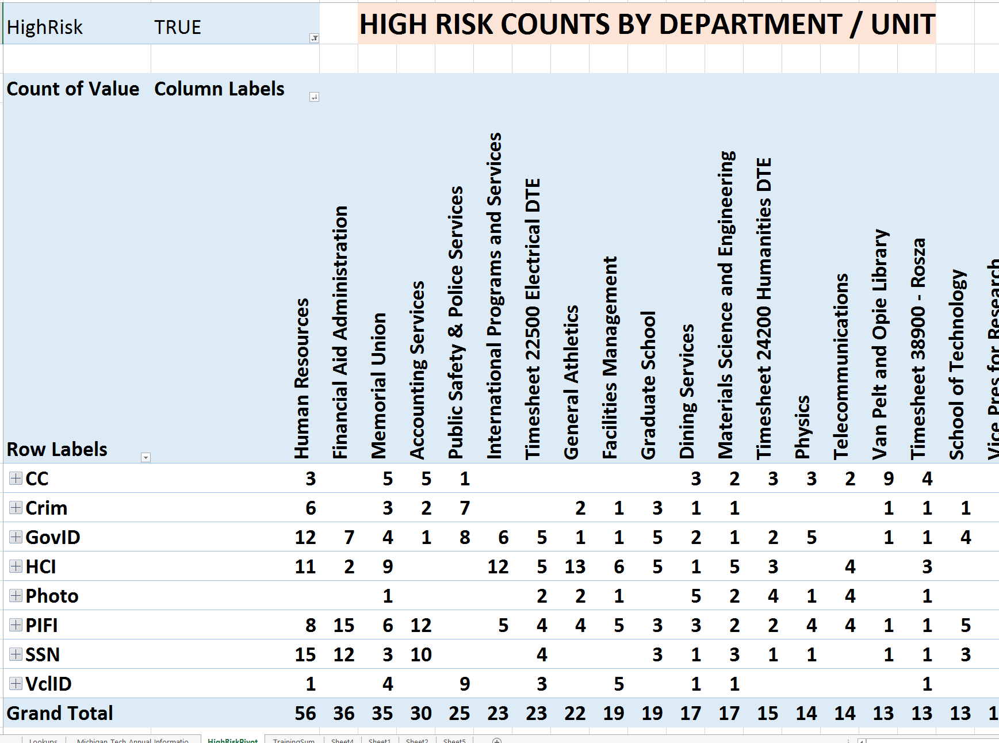 HighRisk TRUE HIGH RISK COUNTS BY DEPARTMENT / UNIT
Count of Value Column Labels
Row Labels Human Resources Financial Aid Administration Memorial Union Accounting Services Public Safety & Police Services International Programs and Services Timesheet 22500 Electrical DTE General Athletics Facilities Management Graduate School Dining Services Materials Science and Engineering Timesheet 24200 Humanities DTE Physics Telecommunications Van Pelt and Opie Library Timesheet 38900 - Rosza School of Technology Vice Pres for Research
CC 3 5 5 1 3 2 3 3 2 9 4
Crim 6 3 2 7 2 1 3 1 1 1 1 1
GovID 12 7 4 1 8 6 5 1 1 5 2 1 2 5 1 1 4
HCI 11 2 9 12 5 13 6 5 1 5 3 4 3
Photo 1 2 2 1 5 2 4 1 4 1
PIFI 8 15 6 12 5 4 4 5 3 3 2 2 4 4 1 1 5
SSN 15 12 3 10 4 3 1 3 1 1 1 1 3
VclID 1 4 9 3 5 1 1 1
Grand Total 56 36 35 30 25 23 23 22 19 19 17 17 15 14 14 13 13 13 1
Lookups Michigan Tech Annual Informatio HighRiskPivot TrainingSum Sheet4 Sheet1 Sheet2 Sheet5